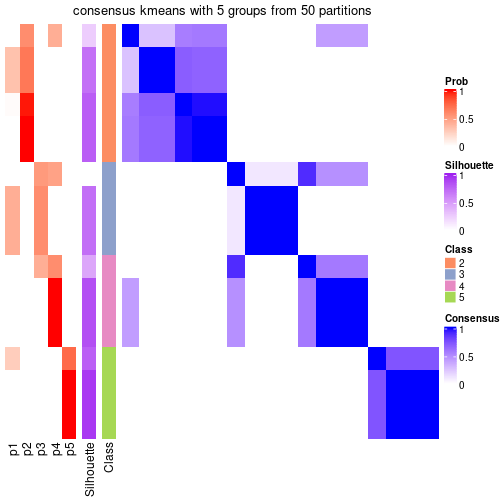 consensus kmeans with 5 groups from 50 partitions
Prob
1
0.5
0
Silhouette
1
0.5
0
Class
2
3
4
5
Consensus
1
0.5
0
p1
p2
p3
p4
p5
Silhouette
Class